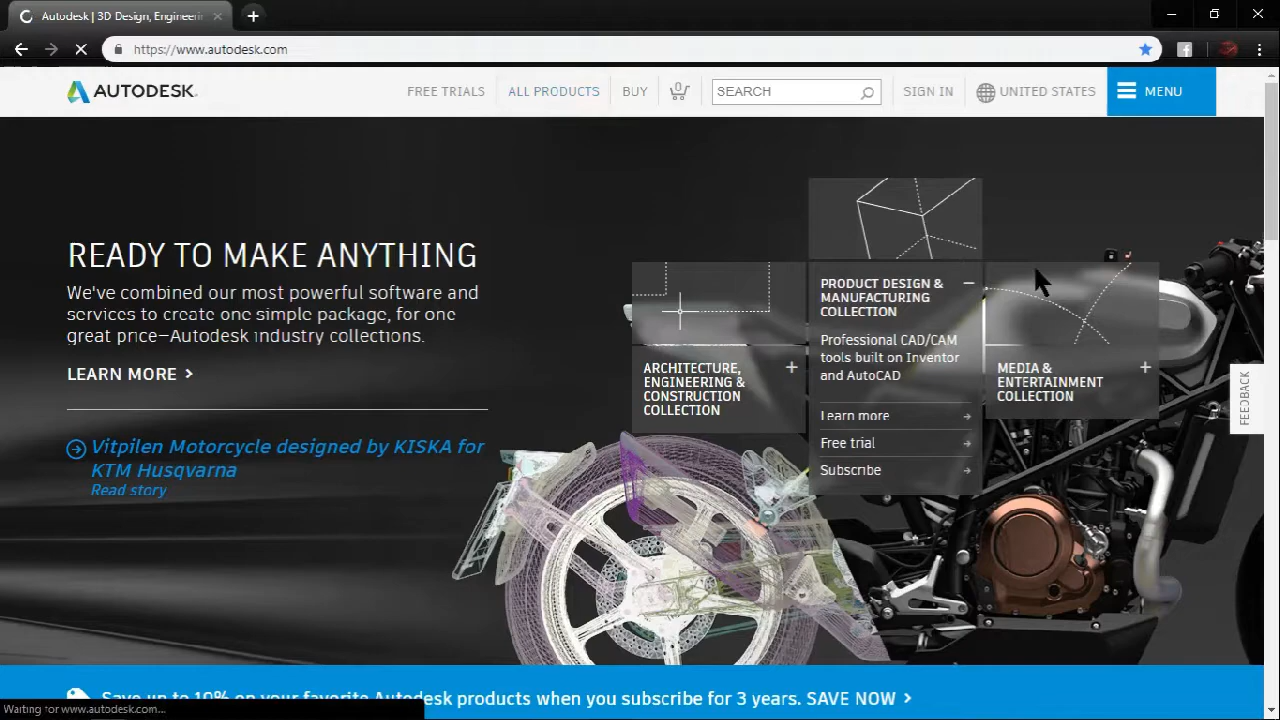 Autodesk | 3D Design, Engineerin
https://www.autodesk.com
AUTODESK.
FREE TRIALS
ALL PRODUCTS
BUY
0
SEARCH
SIGN IN
UNITED STATES
MENU
READY TO MAKE ANYTHING
We've combined our most powerful software and
services to create one simple package, for one
great price—Autodesk industry collections.
LEARN MORE
Vitpilen Motorcycle designed by KISKA for
KTM Husqvarna
Read story
ARCHITECTURE,
ENGINEERING &
CONSTRUCTION
COLLECTION
PRODUCT DESIGN &
MANUFACTURING
COLLECTION
Professional CAD/CAM
tools built on Inventor
and AutoCAD
Learn more
Free trial
Subscribe
MEDIA &
ENTERTAINMENT
COLLECTION
FEEDBACK
Save up to 10% on your favorite Autodesk products when you subscribe for 3 years. SAVE NOW
Waiting for www.autodesk.com...